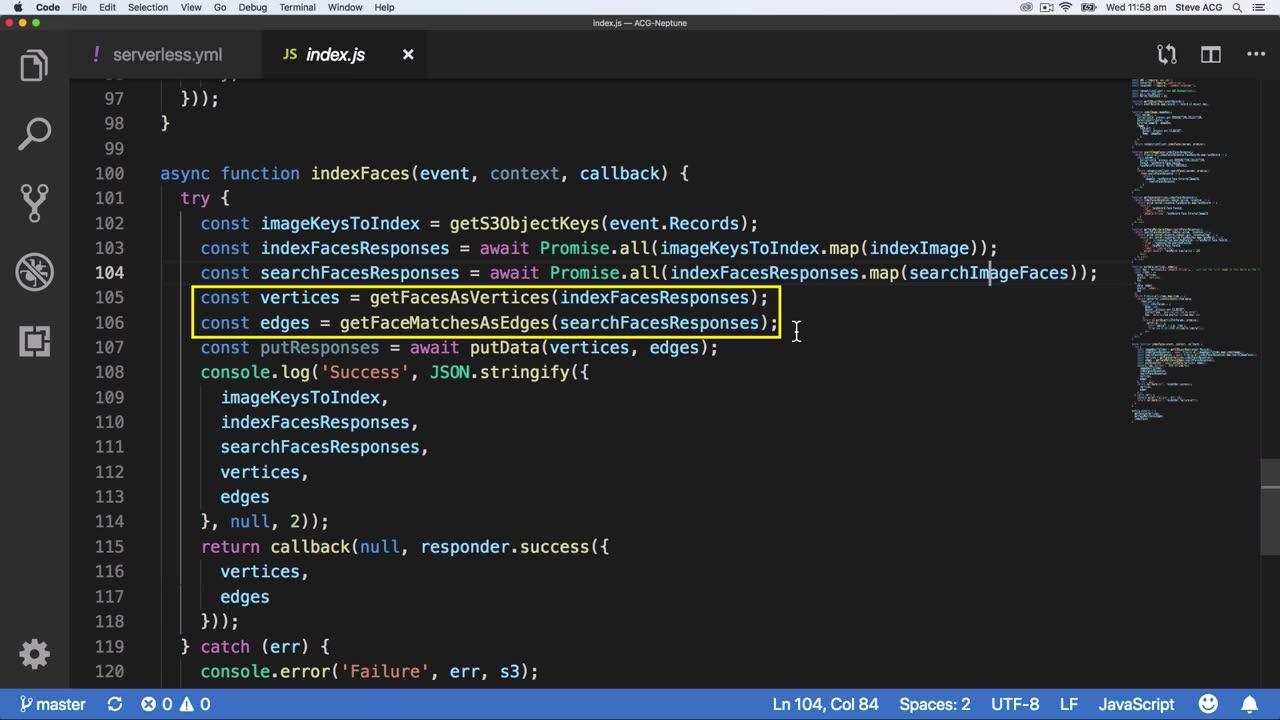 Code File Edit Selection View Go Debug Terminal Window Help Wed 11:58 am Steve ACG
index.js — ACG-Neptune
! serverless.yml JS index.js
97 }));
98 }
99
100 async function indexFaces(event, context, callback) {
101 try {
102 const imageKeysToIndex = getS3ObjectKeys(event.Records);
103 const indexFacesResponses = await Promise.all(imageKeysToIndex.map(indexImage));
104 const searchFacesResponses = await Promise.all(indexFacesResponses.map(searchImageFaces));
105 const vertices = getFacesAsVertices(indexFacesResponses);
106 const edges = getFaceMatchesAsEdges(searchFacesResponses);
107 const putResponses = await putData(vertices, edges);
108 console.log('Success', JSON.stringify({
109 imageKeysToIndex,
110 indexFacesResponses,
111 searchFacesResponses,
112 vertices,
113 edges
114 }, null, 2));
115 return callback(null, responder.success({
116 vertices,
117 edges
118 }));
119 } catch (err) {
120 console.error('Failure', err, s3);
master 0 0 Ln 104, Col 84 Spaces: 2 UTF-8 LF JavaScript